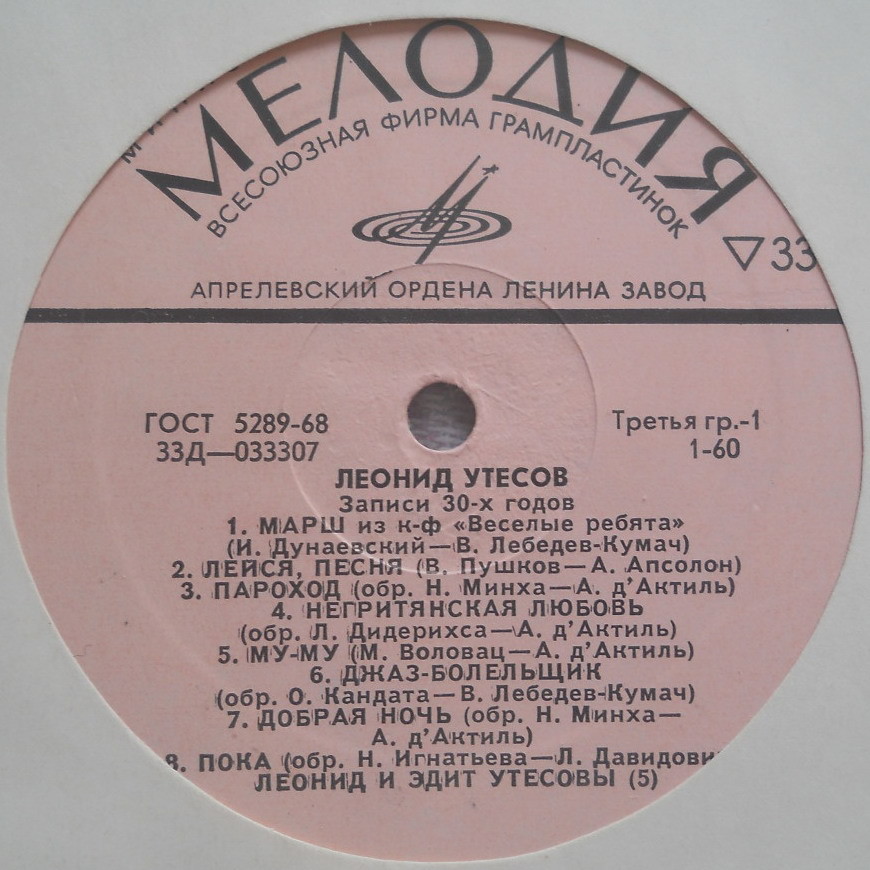 МЕЛОДИЯ
ВСЕСОЮЗНАЯ ФИРМА ГРАМПЛАСТИНОК
33
АПРЕЛЕВСКИЙ ОРДЕНА ЛЕНИНА ЗАВОД
ГОСТ 5289-68
Третья гр.-1
33Д—033307
1-60
ЛЕОНИД УТЕСОВ
Записи 30-х годов
1. МАРШ из к-ф «Веселые ребята»
(И. Дунаевский—В. Лебедев-Кумач)
2. ЛЕЙСЯ, ПЕСНЯ (В. Пушков—А. Апсолон)
3. ПАРОХОД (обр. Н. Минха—А. д'Актиль)
4. НЕГРИТЯНСКАЯ ЛЮБОВЬ
(обр. Л. Дидерихса—А. д'Актиль)
5. МУ-МУ (М. Воловац—А. д'Актиль)
6. ДЖАЗ-БОЛЕЛЬЩИК
(обр. О. Кандата—В. Лебедев-Кумач)
7. ДОБРАЯ НОЧЬ (обр. Н. Минха—
А. д'Актиль)
8. ПОКА (обр. Н. Игнатьева—Л.
ЛЕОНИД И ЭДИТ УТЕСОВЫ (5)